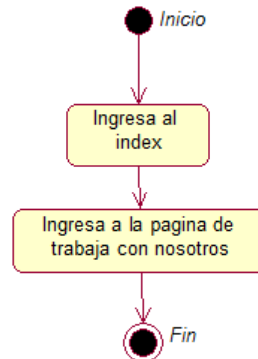 Inicio
Ingresa al
index
Ingresa a la pagina de
trabaja con nosotros
Fin